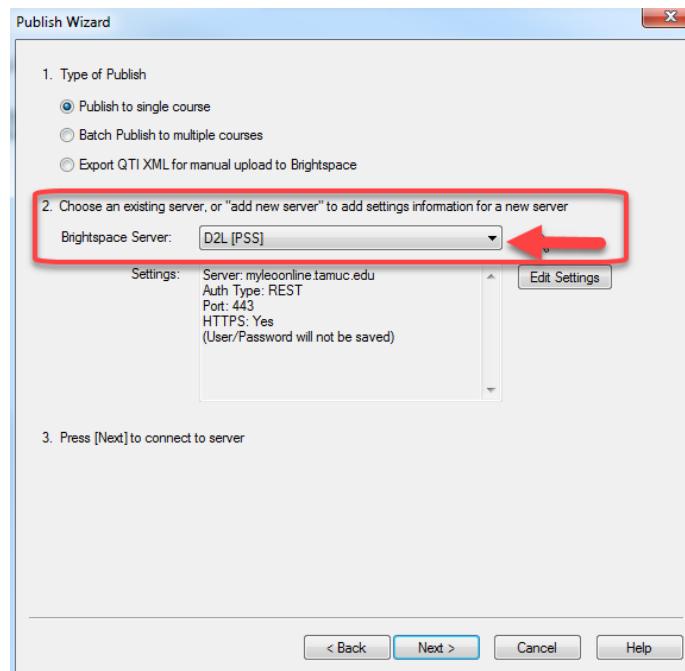 Publish Wizard
1. Type of Publish
Publish to single course
Batch Publish to multiple courses
Export QTI XML for manual upload to Brightspace
2. Choose an existing server, or "add new server" to add settings information for a new server
Brightspace Server: D2L [PSS]
Settings: Server: myleoonline.tamuc.edu
Auth Type: REST
Port: 443
HTTPS: Yes
(User/Password will not be saved)
Edit Settings
3. Press [Next] to connect to server
< Back Next > Cancel Help